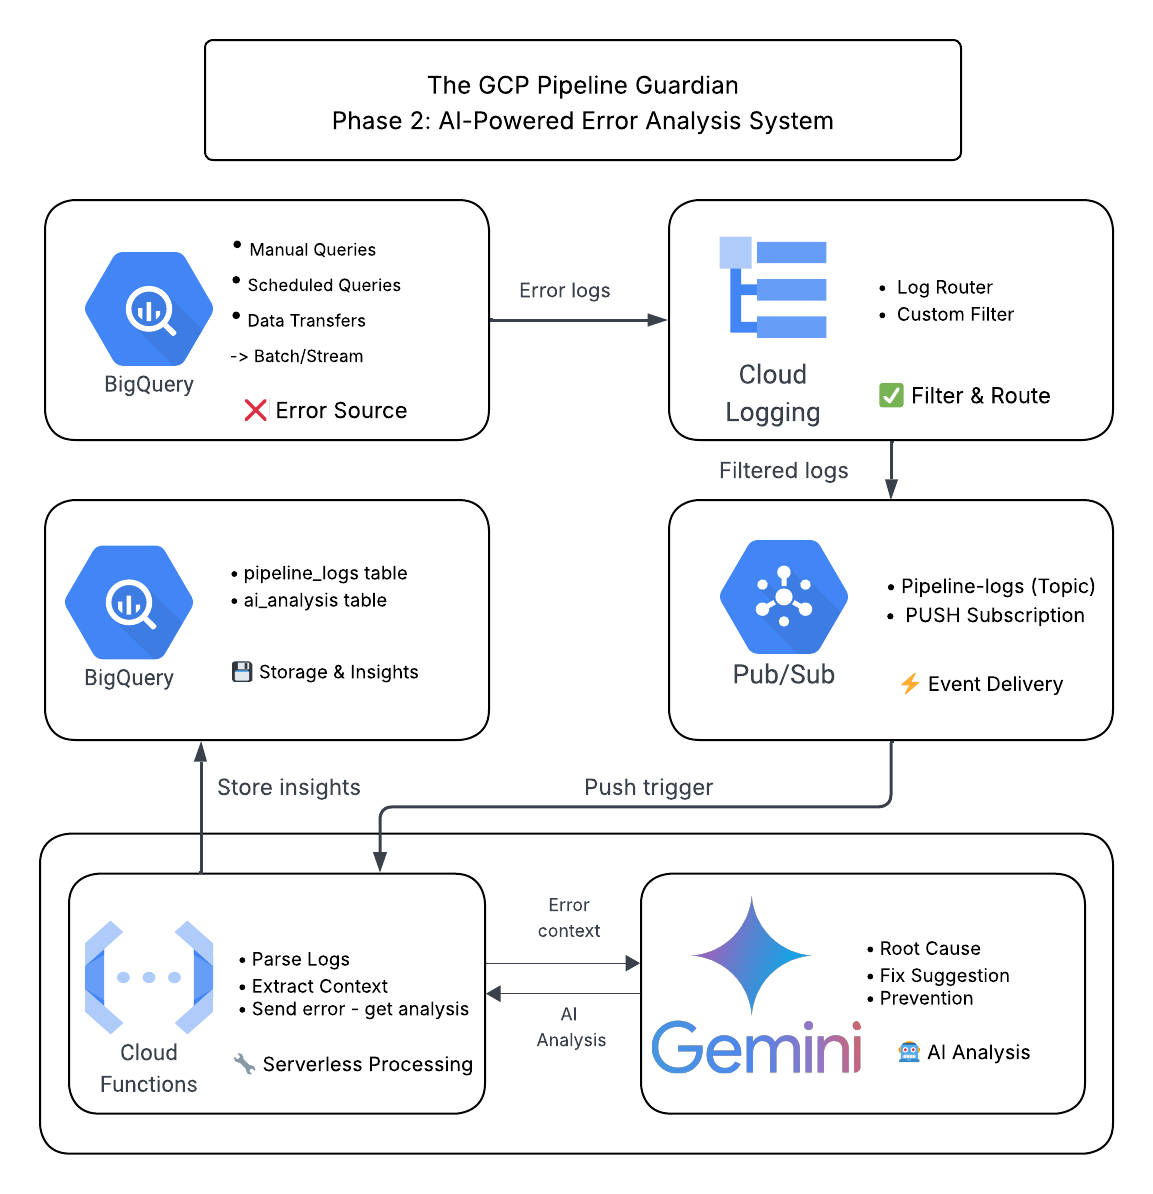 The GCP Pipeline Guardian
Phase 2: AI-Powered Error Analysis System
• Manual Queries
• Scheduled Queries
• Data Transfers
-> Batch/Stream
BigQuery
❌ Error Source
Error logs
• Log Router
• Custom Filter
Cloud
Logging
✅ Filter & Route
Filtered logs
• pipeline_logs table
• ai_analysis table
BigQuery
💾 Storage & Insights
• Pipeline-logs (Topic)
• PUSH Subscription
Pub/Sub
⚡ Event Delivery
Store insights
Push trigger
• Parse Logs
• Extract Context
• Send error - get analysis
Cloud
Functions
🔧 Serverless Processing
Error
context
AI
Analysis
• Root Cause
• Fix Suggestion
• Prevention
Gemini
🤖 AI Analysis